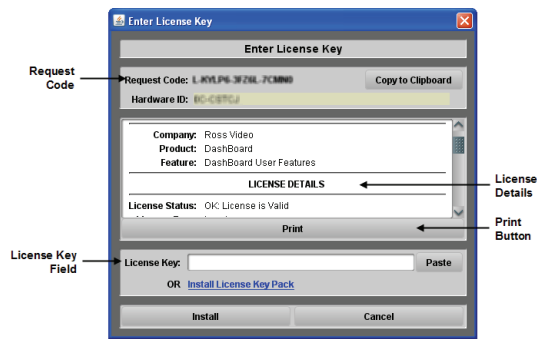 Enter License Key
Enter License Key
Request Code
Request Code:
Copy to Clipboard
Hardware ID:
Company: Ross Video
Product: DashBoard
Feature: DashBoard User Features
LICENSE DETAILS
License Details
License Status: OK: License is Valid
Print
Print Button
License Key Field
License Key:
Paste
OR Install License Key Pack
Install
Cancel